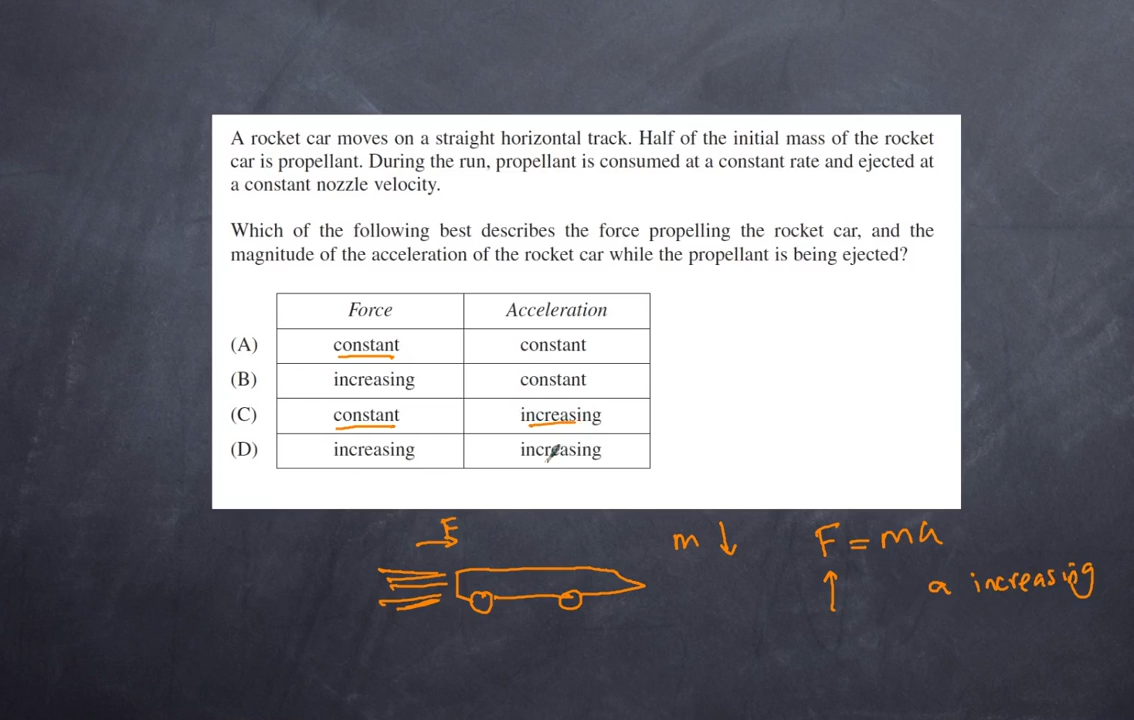 A rocket car moves on a straight horizontal track. Half of the initial mass of the rocket
car is propellant. During the run, propellant is consumed at a constant rate and ejected at
a constant nozzle velocity.
Which of the following best describes the force propelling the rocket car, and the
magnitude of the acceleration of the rocket car while the propellant is being ejected?
Force Acceleration
(A) constant constant
(B) increasing constant
(C) constant increasing
(D) increasing increasing
F m ↓ F = ma
↑ a increasing